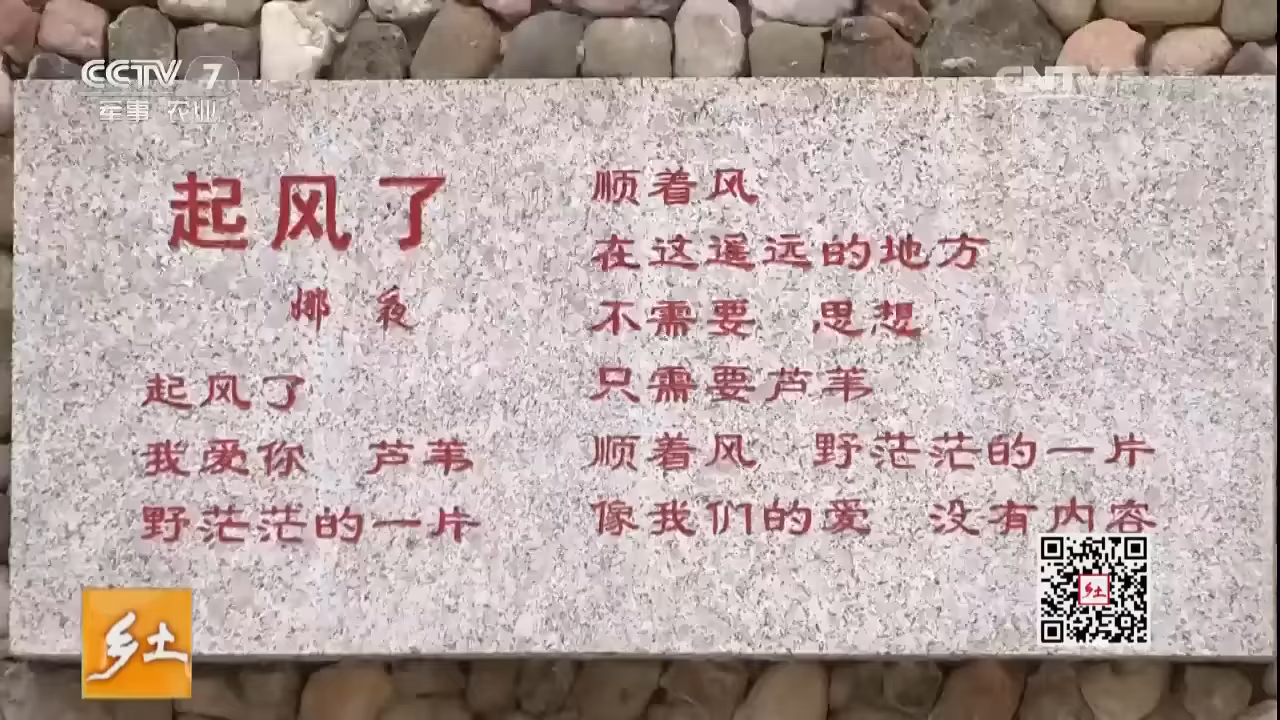 CCTV 7
军事 农业
CNTV
起风了
娜 夜
起风了
我爱你 芦苇
野茫茫的一片
顺着风
在这遥远的地方
不需要 思想
只需要芦苇
顺着风 野茫茫的一片
像我们的爱 没有内容
乡土
乡土